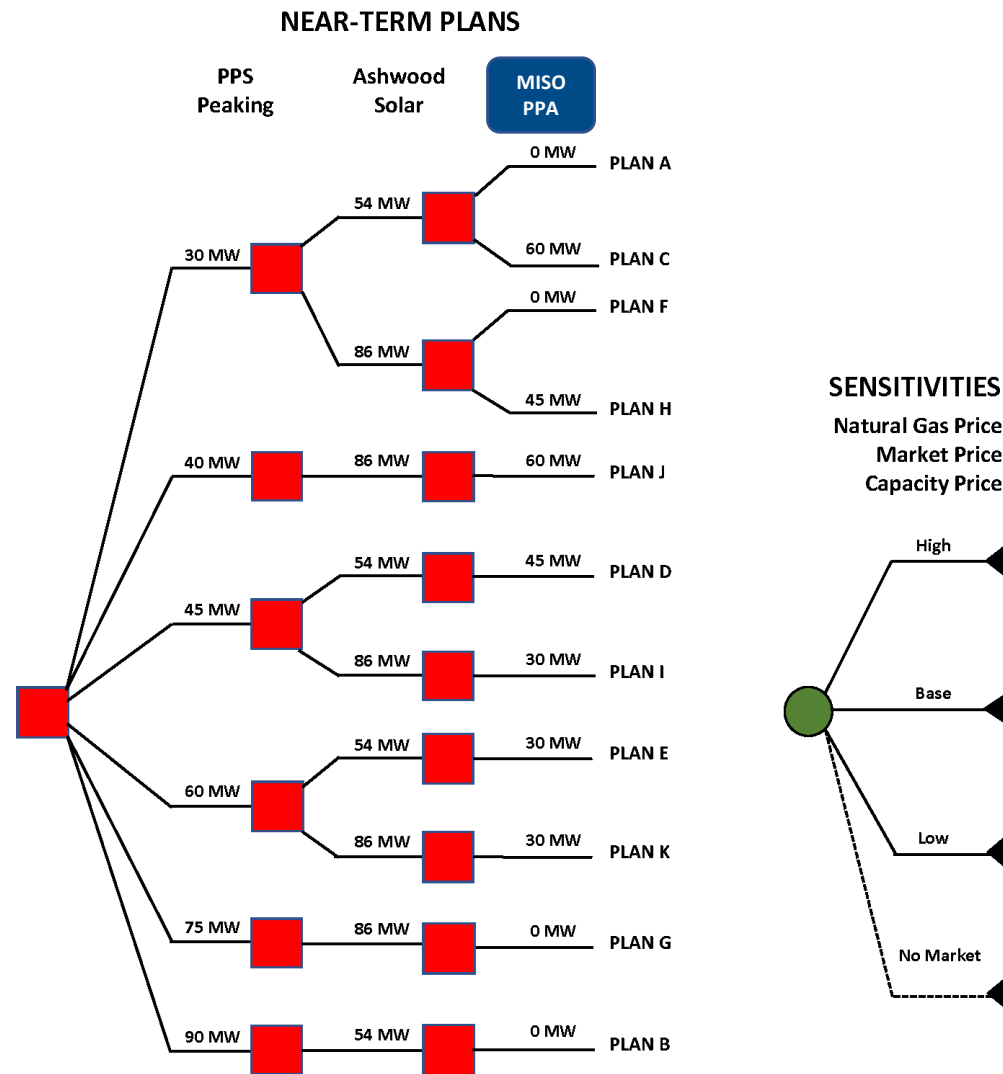 NEAR-TERM PLANS
PPS
Peaking
Ashwood
Solar
MISO
PPA
30 MW
54 MW
0 MW
PLAN A
60 MW
PLAN C
86 MW
0 MW
PLAN F
45 MW
PLAN H
40 MW
86 MW
60 MW
PLAN J
45 MW
54 MW
45 MW
PLAN D
86 MW
30 MW
PLAN I
60 MW
54 MW
30 MW
PLAN E
86 MW
30 MW
PLAN K
75 MW
86 MW
0 MW
PLAN G
90 MW
54 MW
0 MW
PLAN B
SENSITIVITIES
Natural Gas Price
Market Price
Capacity Price
High
Base
Low
No Market